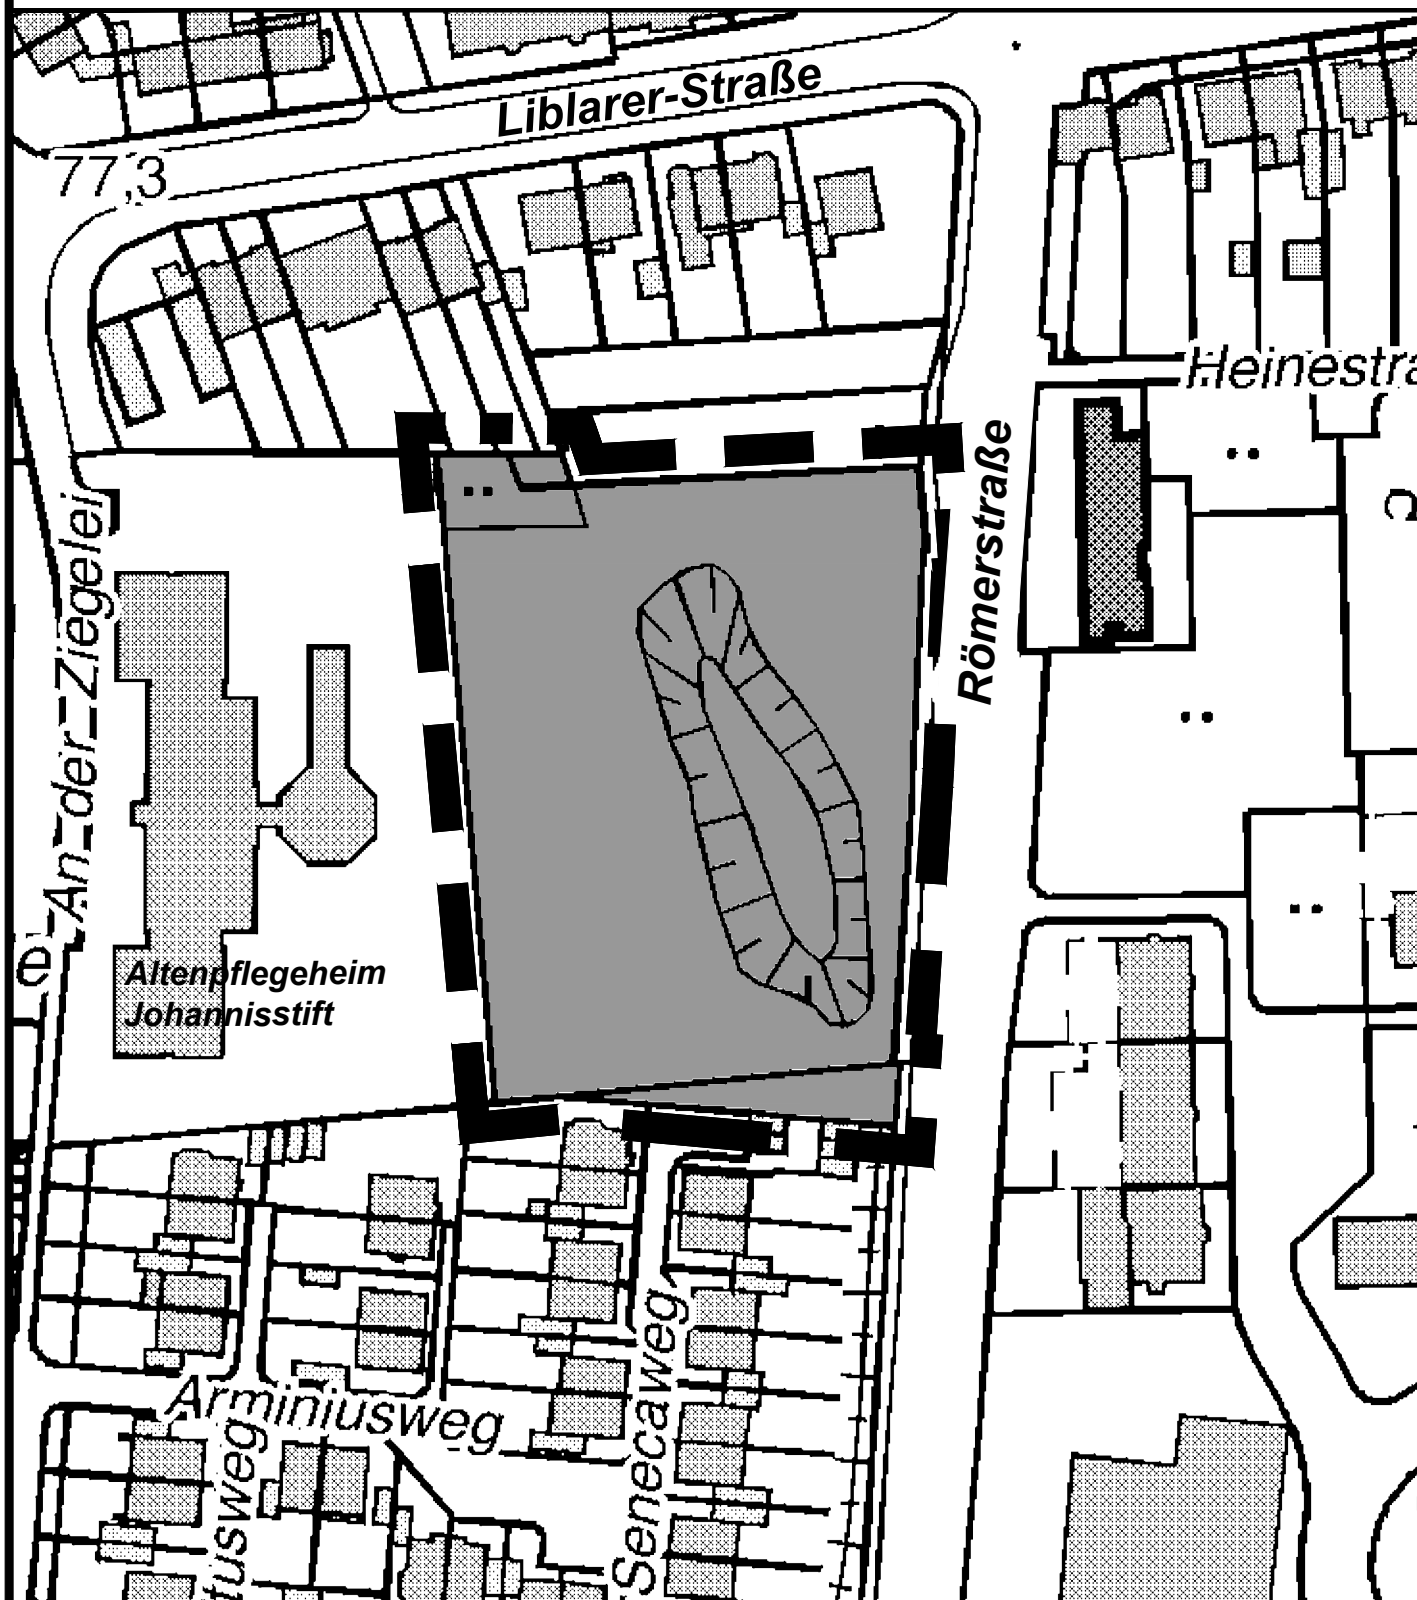 Liblarer-Straße
77,3
Heinestra
Römerstraße
An der Ziegelei
Altenpflegeheim
Johannisstift
Arminiusweg
tusweg
Senecaweg